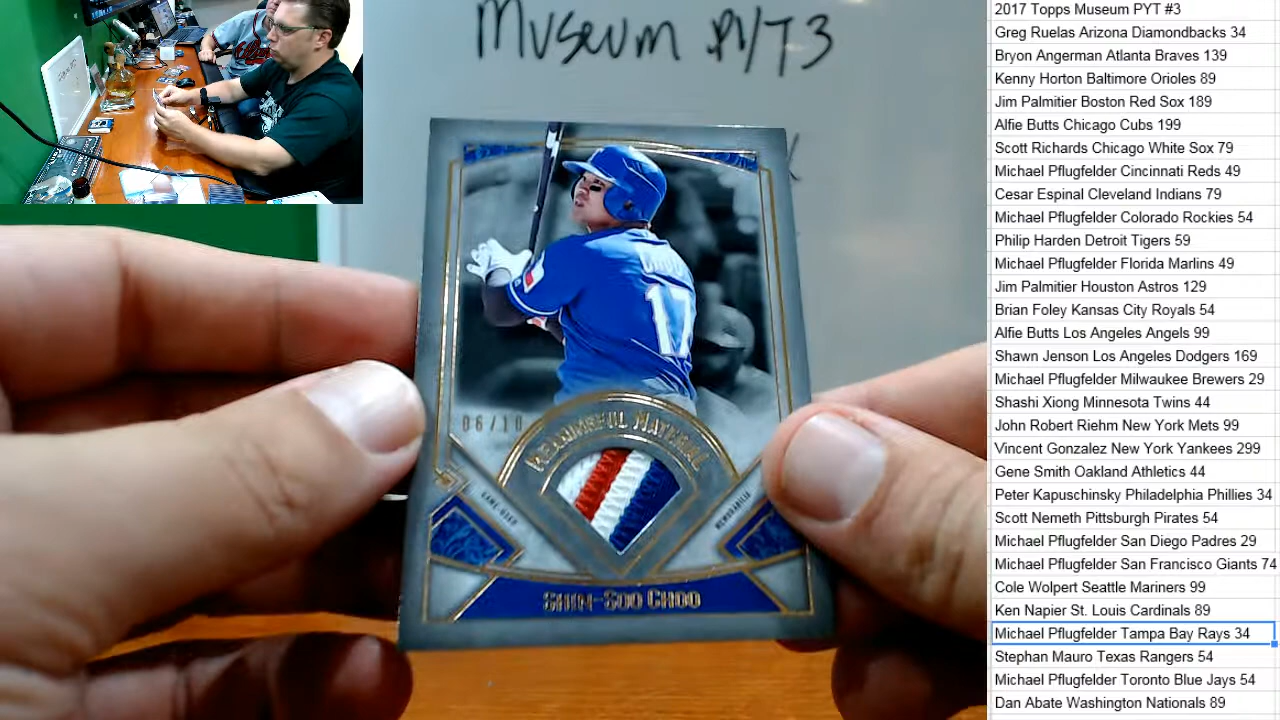 Museum PYT3
CHOO
17
06/10
MEANINGFUL MATERIAL
GAME-USED
MEMORABILIA
SHIN-SOO CHOO
2017 Topps Museum PYT #3
Greg Ruelas Arizona Diamondbacks 34
Bryon Angerman Atlanta Braves 139
Kenny Horton Baltimore Orioles 89
Jim Palmitier Boston Red Sox 189
Alfie Butts Chicago Cubs 199
Scott Richards Chicago White Sox 79
Michael Pflugfelder Cincinnati Reds 49
Cesar Espinal Cleveland Indians 79
Michael Pflugfelder Colorado Rockies 54
Philip Harden Detroit Tigers 59
Michael Pflugfelder Florida Marlins 49
Jim Palmitier Houston Astros 129
Brian Foley Kansas City Royals 54
Alfie Butts Los Angeles Angels 99
Shawn Jenson Los Angeles Dodgers 169
Michael Pflugfelder Milwaukee Brewers 29
Shashi Xiong Minnesota Twins 44
John Robert Riehm New York Mets 99
Vincent Gonzalez New York Yankees 299
Gene Smith Oakland Athletics 44
Peter Kapuschinsky Philadelphia Phillies 34
Scott Nemeth Pittsburgh Pirates 54
Michael Pflugfelder San Diego Padres 29
Michael Pflugfelder San Francisco Giants 74
Cole Wolpert Seattle Mariners 99
Ken Napier St. Louis Cardinals 89
Michael Pflugfelder Tampa Bay Rays 34
Stephan Mauro Texas Rangers 54
Michael Pflugfelder Toronto Blue Jays 54
Dan Abate Washington Nationals 89